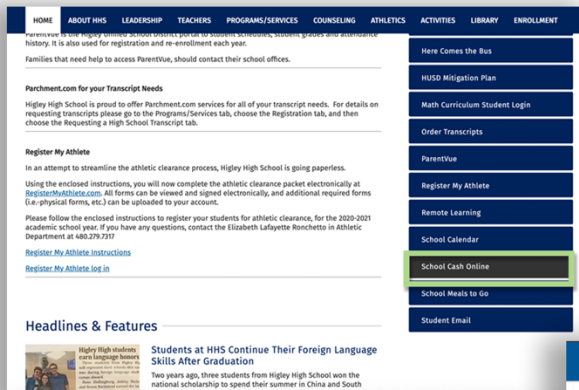 HOME ABOUT HHS LEADERSHIP TEACHERS PROGRAMS/SERVICES COUNSELING ATHLETICS ACTIVITIES LIBRARY ENROLLMENT
ParentVue is the Higley Unified School District portal to student schedules, student grades and attendance
history. It is also used for registration and re-enrollment each year.
Families that need help to access ParentVue, should contact their school offices.
Parchment.com for your Transcript Needs
Higley High School is proud to offer Parchment.com services for all of your transcript needs. For details on
requesting transcripts please go to the Programs/Services tab, choose the Registration tab, and then
choose the Requesting a High School Transcript tab.
Register My Athlete
In an attempt to streamline the athletic clearance process, Higley High School is going paperless.
Using the enclosed instructions, you will now complete the athletic clearance packet electronically at
RegisterMyAthlete.com. All forms can be viewed and signed electronically, and additional required forms
(i.e.-physical forms, etc.) can be uploaded to your account.
Please follow the enclosed instructions to register your students for athletic clearance, for the 2020-2021
academic school year. If you have any questions, contact the Elizabeth Lafayette Ronchetto in Athletic
Department at 480.279.7317
Register My Athlete Instructions
Register My Athlete log in
Here Comes the Bus
HUSD Mitigation Plan
Math Curriculum Student Login
Order Transcripts
ParentVue
Register My Athlete
Remote Learning
School Calendar
School Cash Online
School Meals to Go
Student Email
Headlines & Features
Higley High students
earn language honors
Students at HHS Continue Their Foreign Language
Skills After Graduation
Two years ago, three students from Higley High School won the
national scholarship to spend their summer in China and South